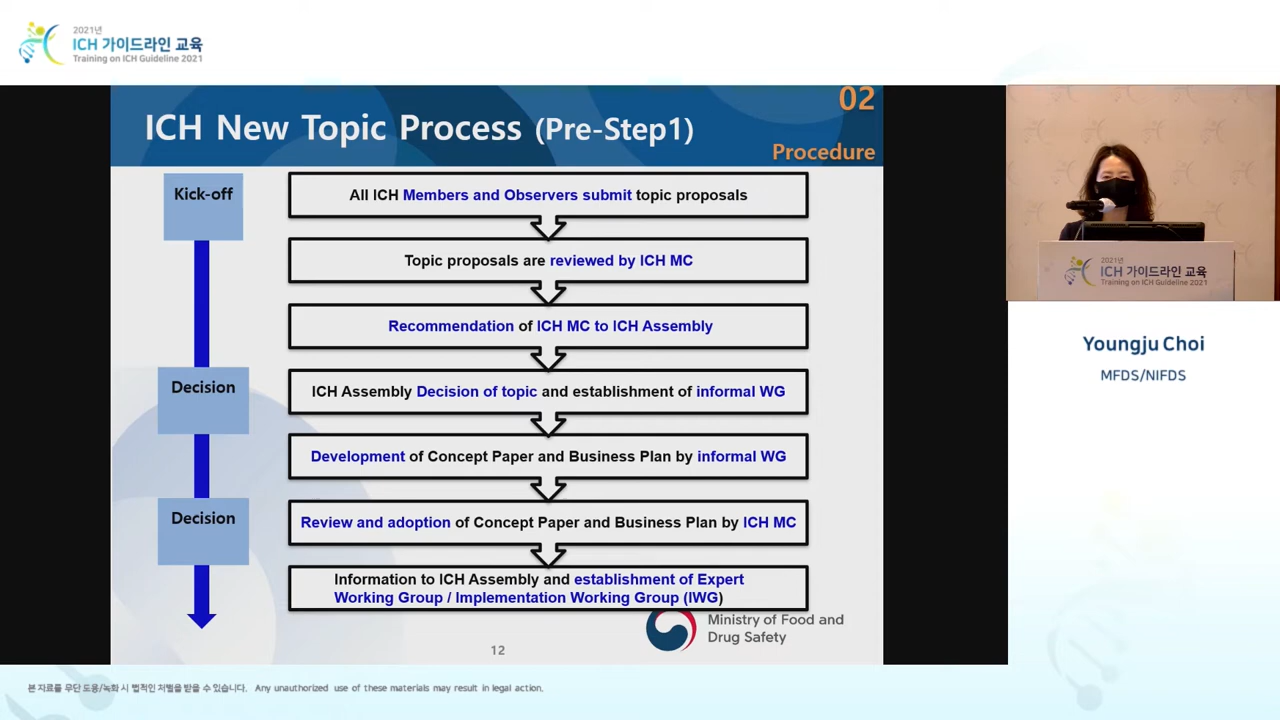 2021년
ICH 가이드라인 교육
Training on ICH Guideline 2021
ICH New Topic Process (Pre-Step1)
02
Procedure
Kick-off
All ICH Members and Observers submit topic proposals
Topic proposals are reviewed by ICH MC
Recommendation of ICH MC to ICH Assembly
Decision
ICH Assembly Decision of topic and establishment of informal WG
Development of Concept Paper and Business Plan by informal WG
Decision
Review and adoption of Concept Paper and Business Plan by ICH MC
Information to ICH Assembly and establishment of Expert
Working Group / Implementation Working Group (IWG)
Ministry of Food and
Drug Safety
12
2021년
ICH 가이드라인 교육
Training on ICH Guideline 2021
Youngju Choi
MFDS/NIFDS
본 자료를 무단 도용/녹화 시 법적인 처벌을 받을 수 있습니다. Any unauthorized use of these materials may result in legal action.